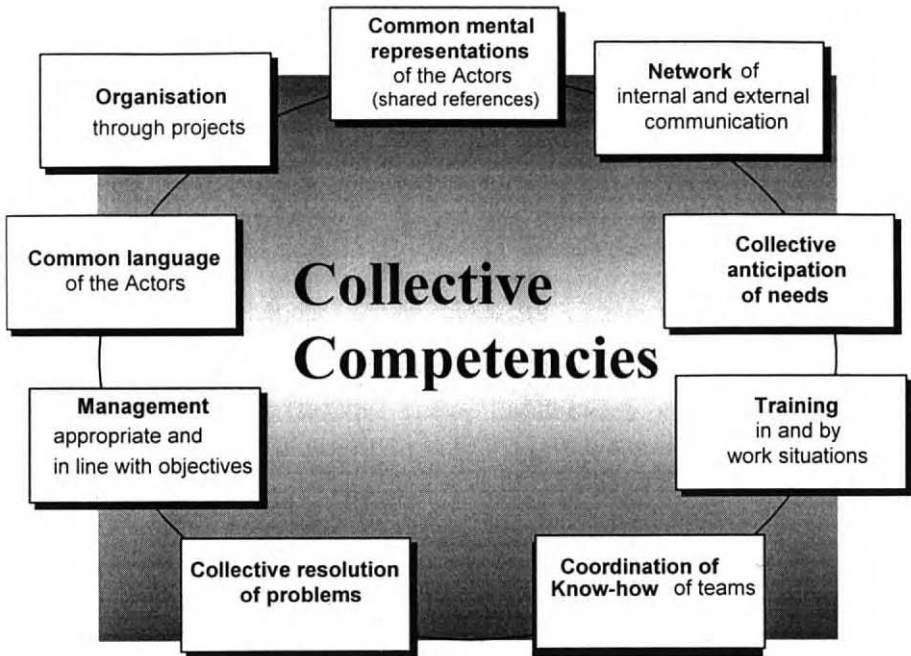 Common mental
representations
of the Actors
(shared references)
Network of
internal and external
communication
Collective
anticipation
of needs
Training
in and by
work situations
Coordination of
Know-how of teams
Collective resolution
of problems
Management
appropriate and
in line with objectives
Common language
of the Actors
Organisation
through projects
Collective
Competencies